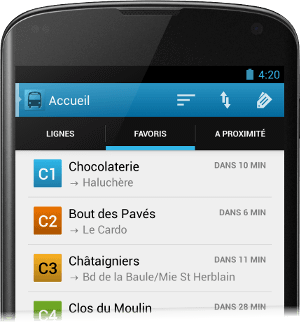 4:20
Accueil
LIGNES FAVORIS A PROXIMITÉ
C1 Chocolaterie DANS 10 MIN
→ Haluchère
C2 Bout des Pavés DANS 6 MIN
→ Le Cardo
C3 Châtaigniers DANS 11 MIN
→ Bd de la Baule/Mie St Herblain
C4 Clos du Moulin DANS 28 MIN